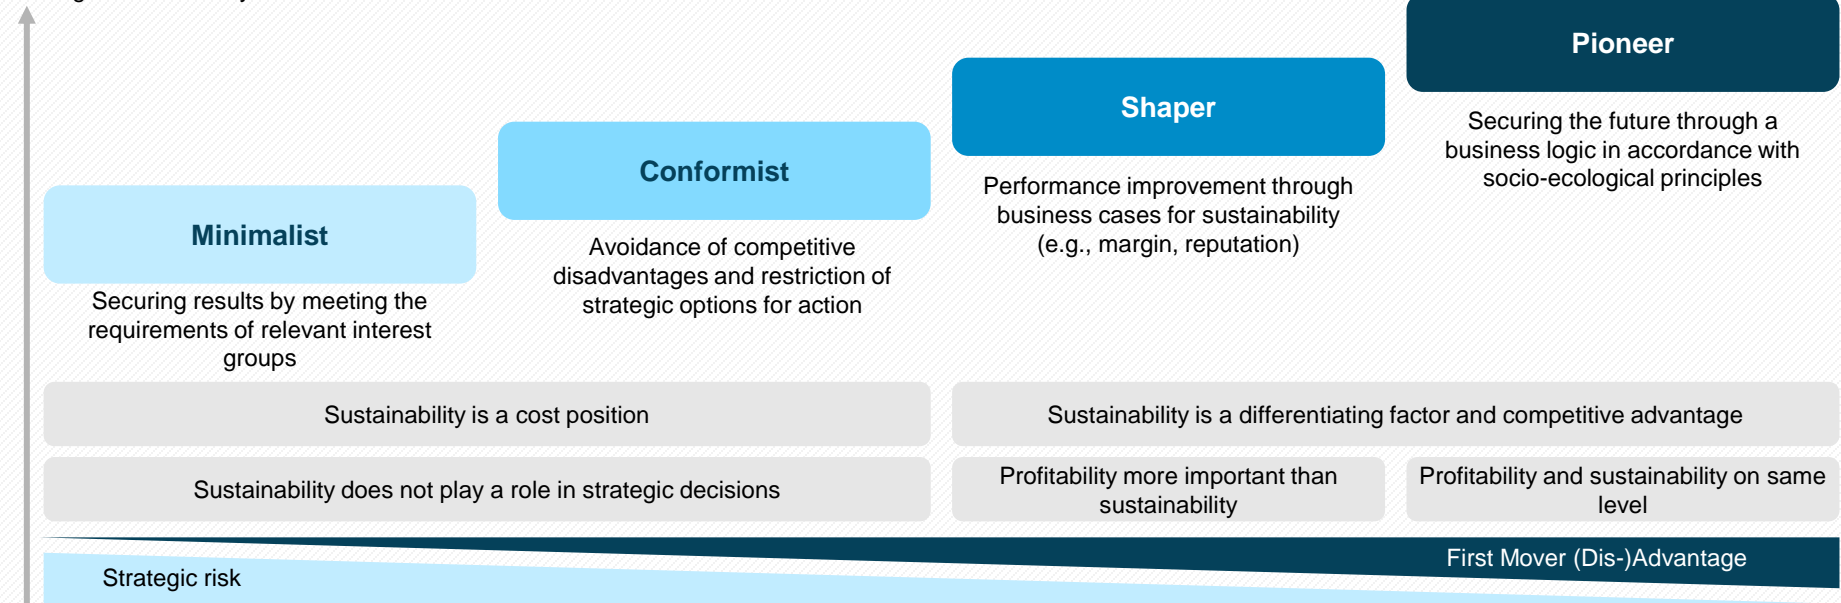 Pioneer
Securing the future through a
business logic in accordance with
socio-ecological principles
Shaper
Performance improvement through
business cases for sustainability
(e.g., margin, reputation)
Conformist
Avoidance of competitive
disadvantages and restriction of
strategic options for action
Minimalist
Securing results by meeting the
requirements of relevant interest
groups
Sustainability is a cost position
Sustainability is a differentiating factor and competitive advantage
Sustainability does not play a role in strategic decisions
Profitability more important than
sustainability
Profitability and sustainability on same
level
First Mover (Dis-)Advantage
Strategic risk